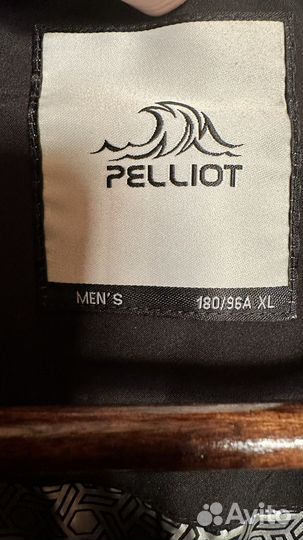 PELLIOT
MEN'S 180/96A XL
Avito